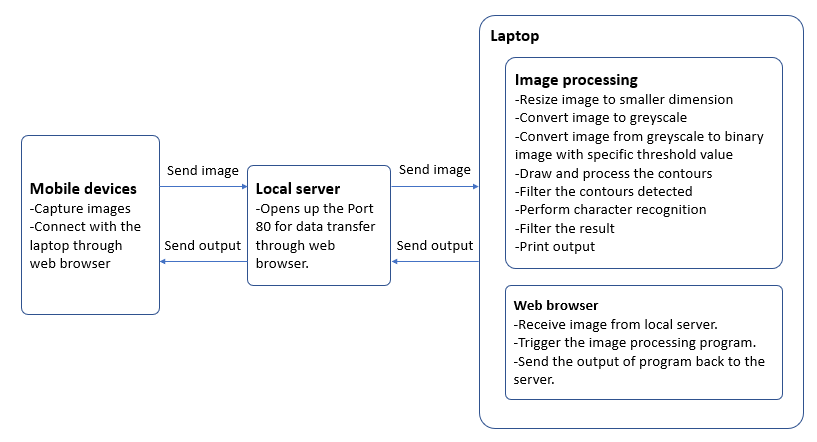 Mobile devices
-Capture images
-Connect with the
laptop through
web browser
Send image
Send output
Local server
-Opens up the Port
80 for data transfer
through web
browser.
Send image
Send output
Laptop
Image processing
-Resize image to smaller dimension
-Convert image to greyscale
-Convert image from greyscale to binary
image with specific threshold value
-Draw and process the contours
-Filter the contours detected
-Perform character recognition
-Filter the result
-Print output
Web browser
-Receive image from local server.
-Trigger the image processing program.
-Send the output of program back to the
server.